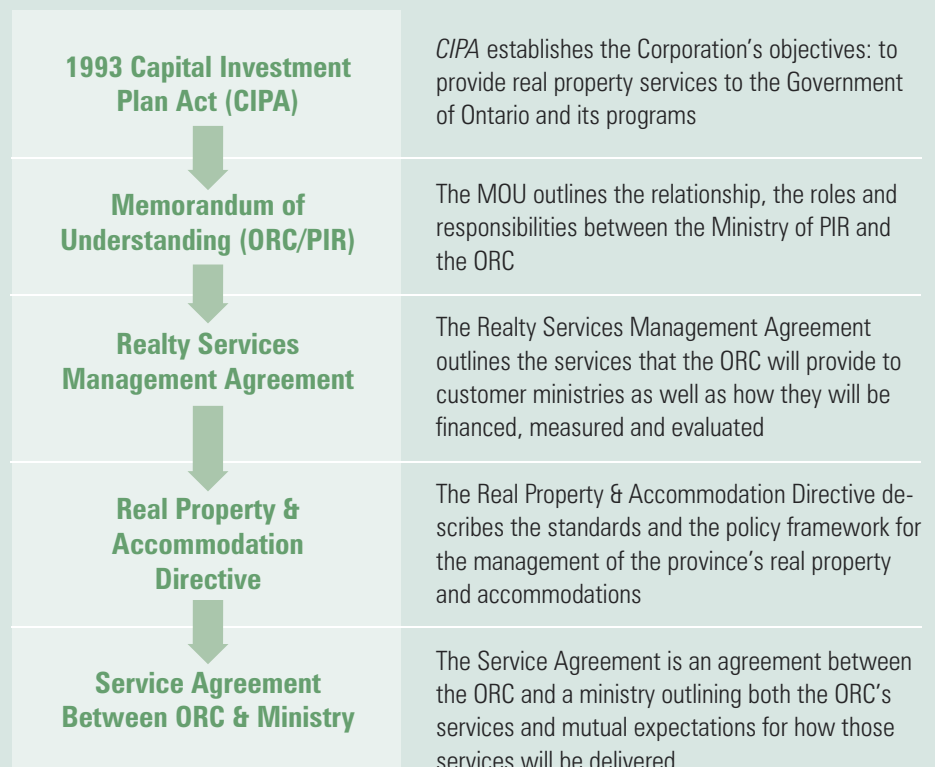 1993 Capital Investment
Plan Act (CIPA)
CIPA establishes the Corporation's objectives: to
provide real property services to the Government
of Ontario and its programs
Memorandum of
Understanding (ORC/PIR)
The MOU outlines the relationship, the roles and
responsibilities between the Ministry of PIR and
the ORC
Realty Services
Management Agreement
The Realty Services Management Agreement
outlines the services that the ORC will provide to
customer ministries as well as how they will be
financed, measured and evaluated
Real Property &
Accommodation
Directive
The Real Property & Accommodation Directive de-
scribes the standards and the policy framework for
the management of the province's real property
and accommodations
Service Agreement
Between ORC & Ministry
The Service Agreement is an agreement between
the ORC and a ministry outlining both the ORC's
services and mutual expectations for how those
services will be delivered